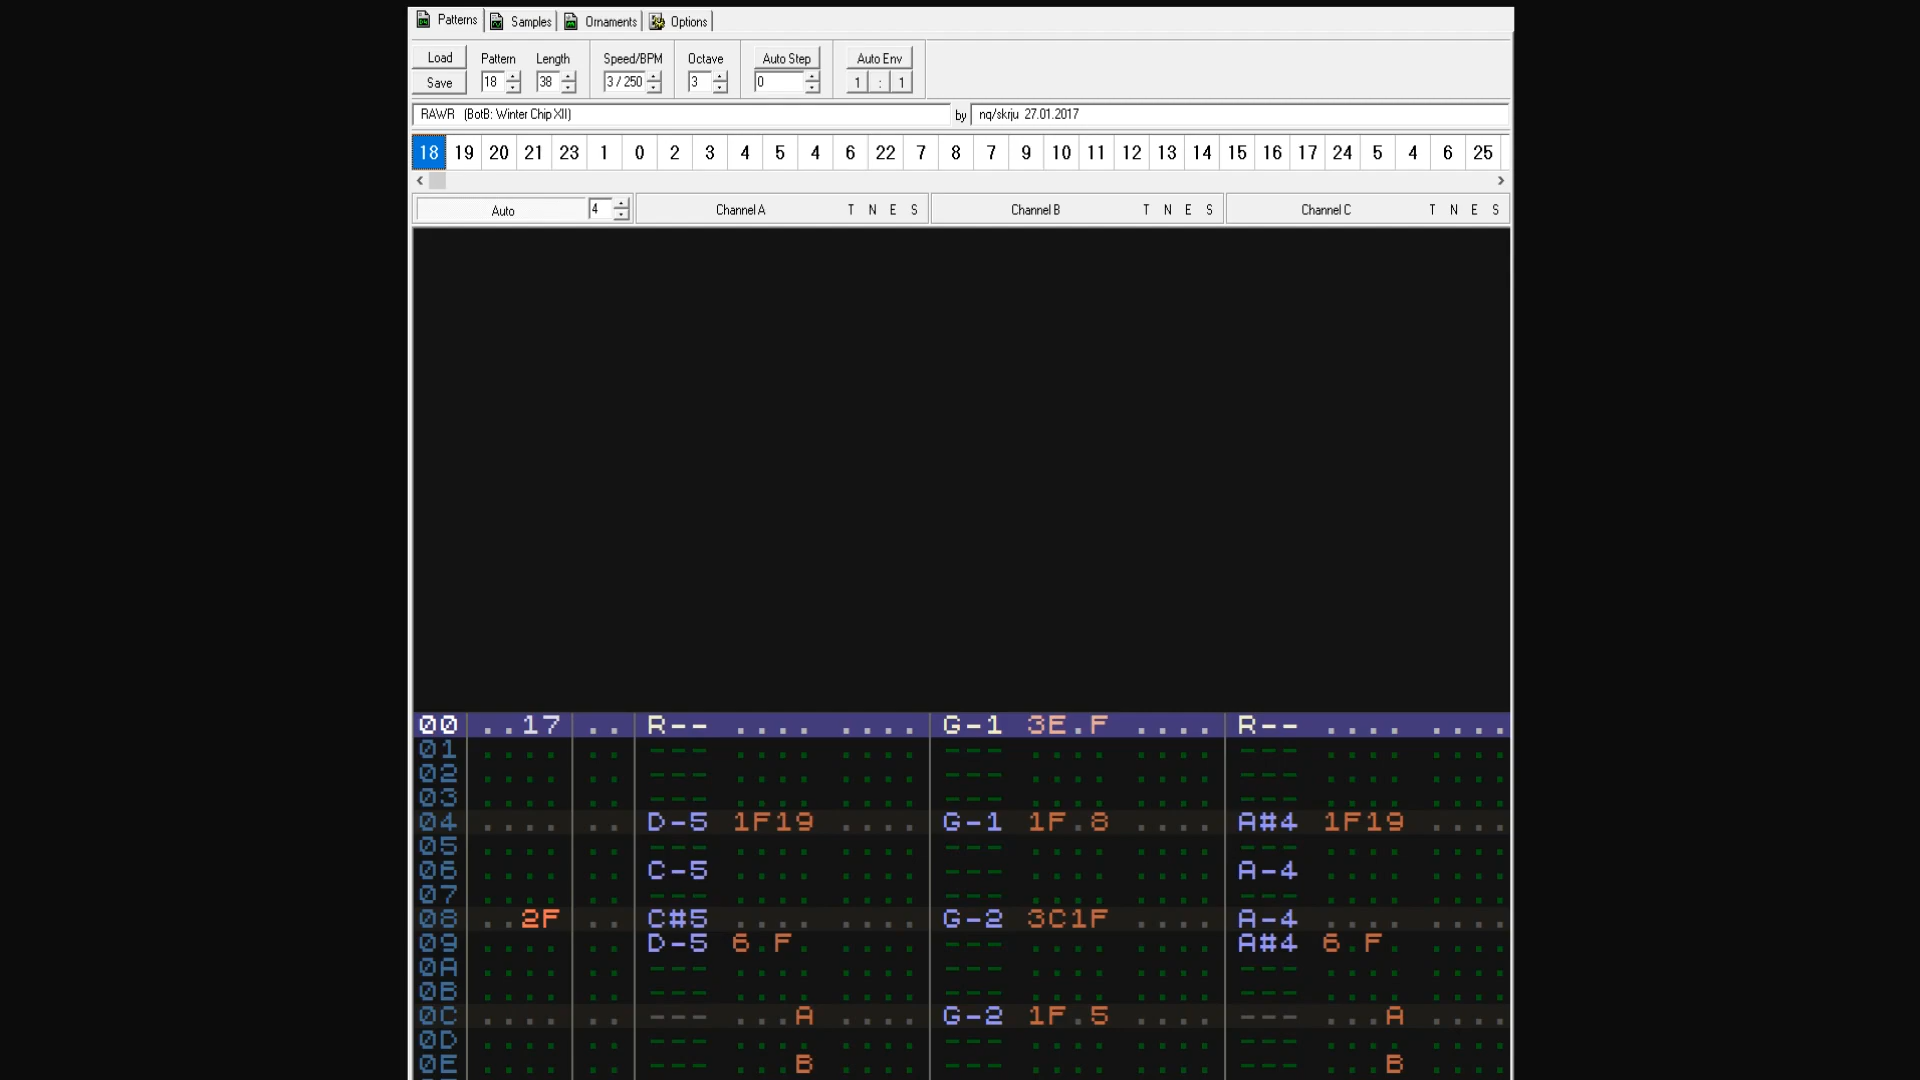 Patterns Samples Ornaments Options
Load Pattern Length Speed/BPM Octave Auto Step Auto Env
Save 18 38 3 / 250 3 0 1 : 1
RAWR (BotB: Winter Chip XII) by nq/skrju 27.01.2017
18 19 20 21 23 1 0 2 3 4 5 4 6 22 7 8 7 9 10 11 12 13 14 15 16 17 24 5 4 6 25
Auto 4 Channel A T N E S Channel B T N E S Channel C T N E S
00 ..17 .. R-- .... .... G-1 3E.F .... R-- .... ....
01 .... .. --- .... .... --- .... .... --- .... ....
02 .... .. --- .... .... --- .... .... --- .... ....
03 .... .. --- .... .... --- .... .... --- .... ....
04 .... .. D-5 1F19 .... G-1 1F.8 .... A#4 1F19 ....
05 .... .. --- .... .... --- .... .... --- .... ....
06 .... .. C-5 .... .... --- .... .... A-4 .... ....
07 .... .. --- .... .... --- .... .... --- .... ....
08 ..2F .. C#5 .... .... G-2 3C1F .... A-4 .... ....
09 .... .. D-5 6.F. .... --- .... .... A#4 6.F. ....
0A .... .. --- .... .... --- .... .... --- .... ....
0B .... .. --- .... .... --- .... .... --- .... ....
0C .... .. --- ...A .... G-2 1F.5 .... --- ...A ....
0D .... .. --- .... .... --- .... .... --- .... ....
0E .... .. --- ...B .... --- .... .... --- ...B ....